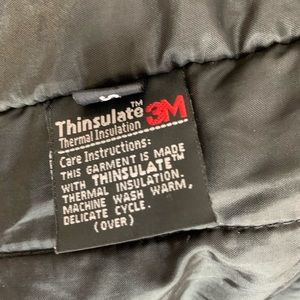 Thinsulate™ 3M
Thermal Insulation
Care Instructions:
THIS GARMENT IS MADE
WITH THINSULATE™
THERMAL INSULATION.
MACHINE WASH WARM,
DELICATE CYCLE.
(OVER)